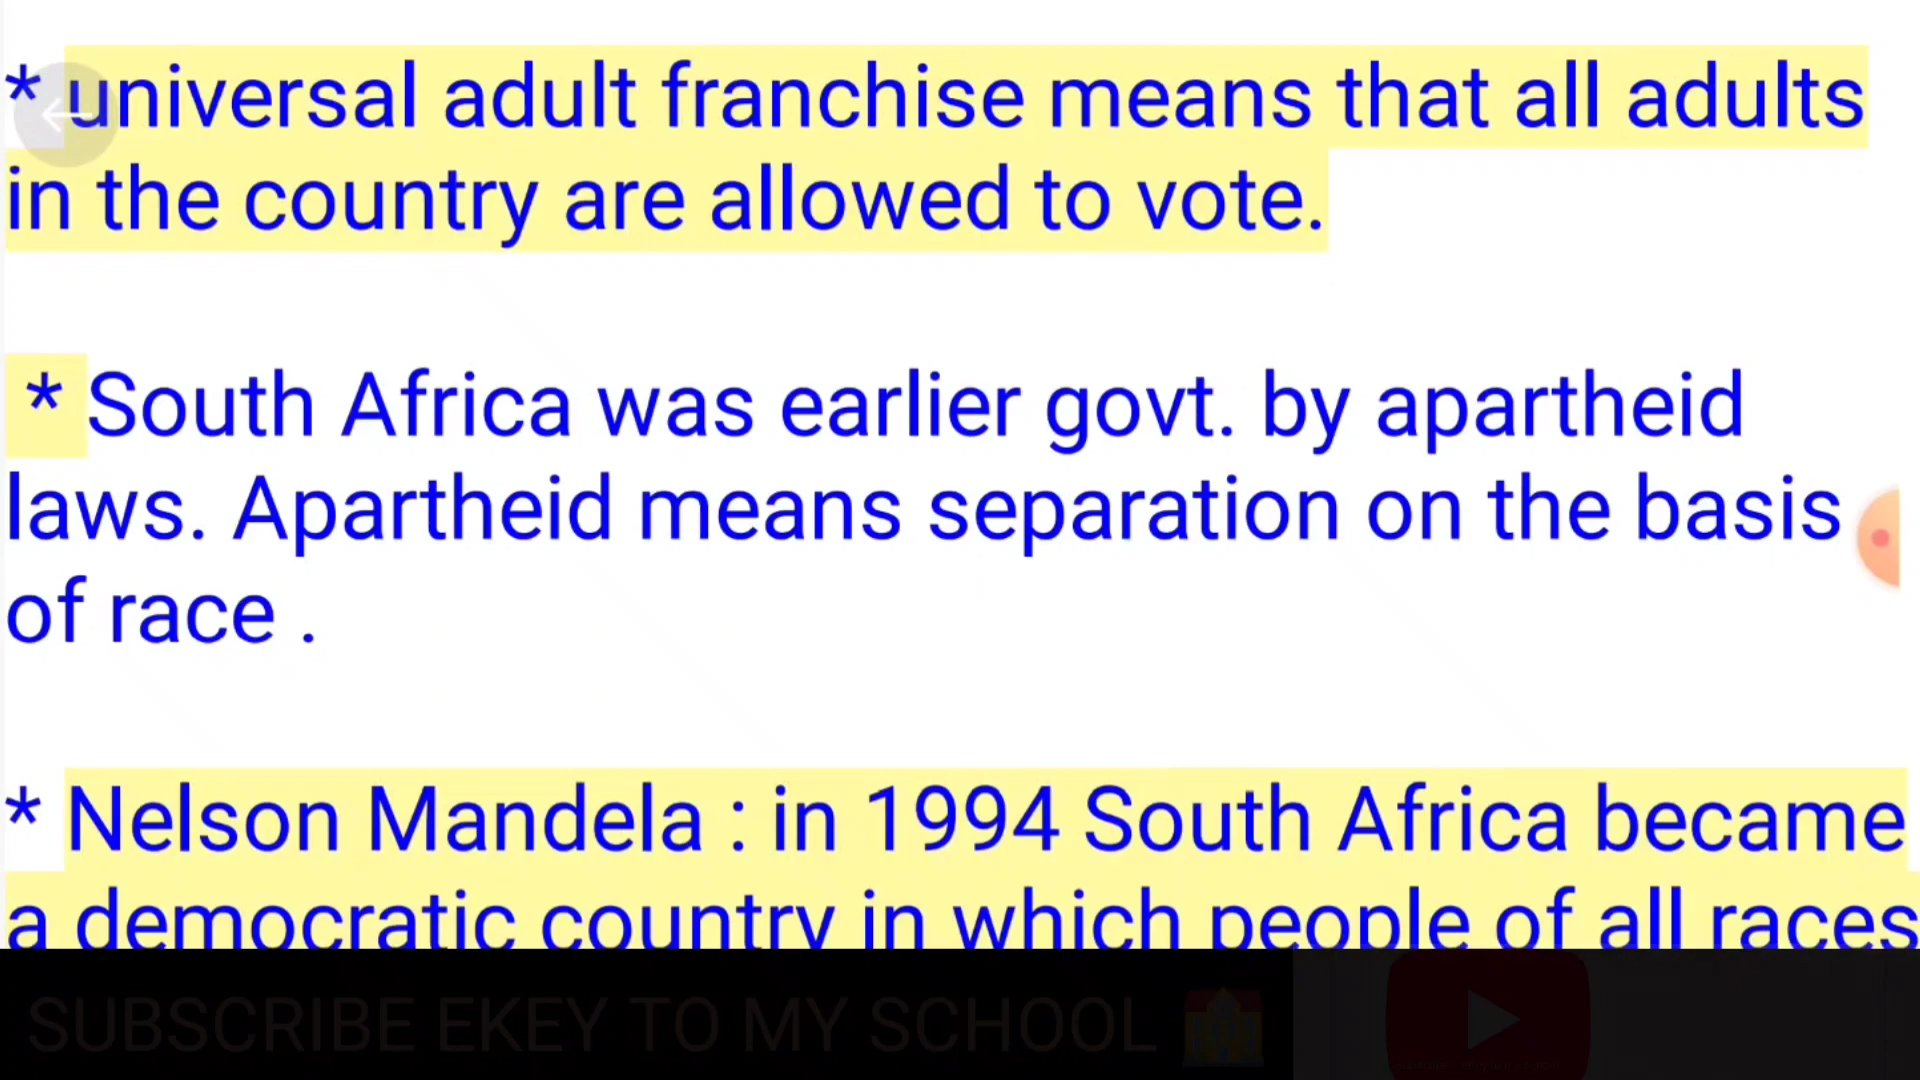 * universal adult franchise means that all adults
in the country are allowed to vote.
* South Africa was earlier govt. by apartheid
laws. Apartheid means separation on the basis
of race .
* Nelson Mandela : in 1994 South Africa became
a democratic country in which people of all races
SUBSCRIBE EKEY TO MY SCHOOL